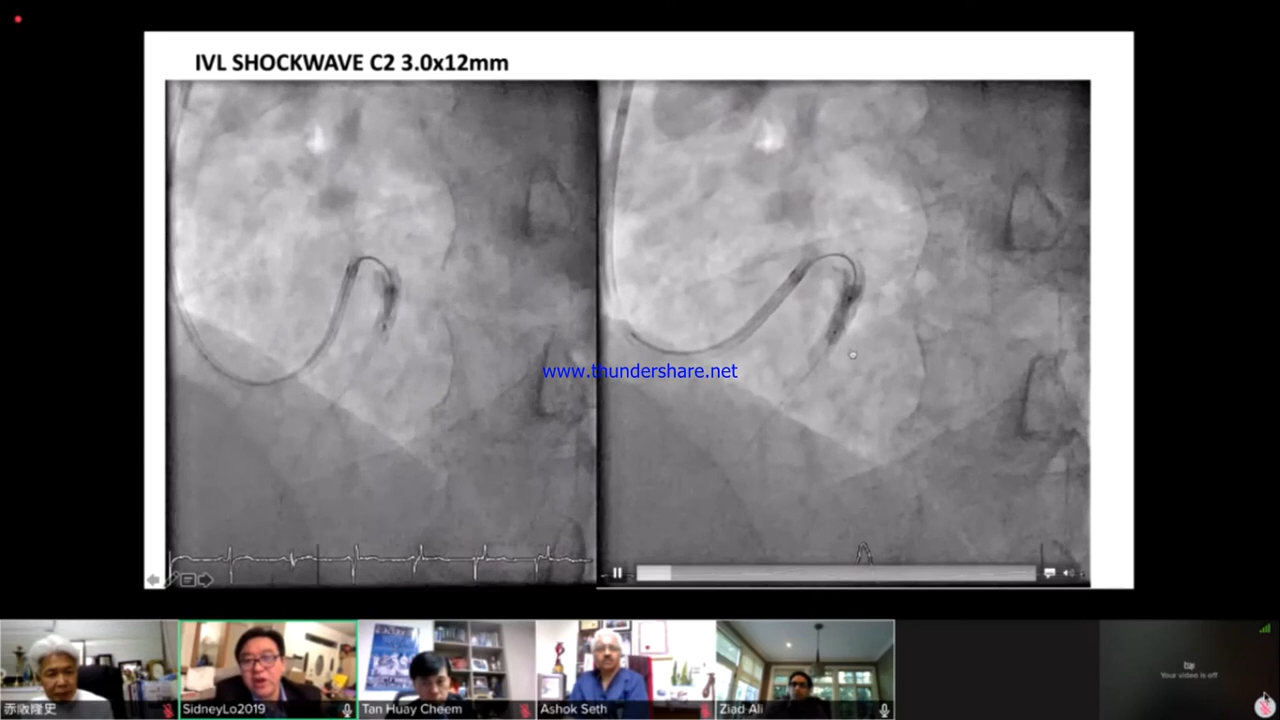 IVL SHOCKWAVE C2 3.0x12mm
www.thundershare.net
赤阪隆史
SidneyLo2019
Tan Huay Cheem
Ashok Seth
Ziad Ali
Your video is off